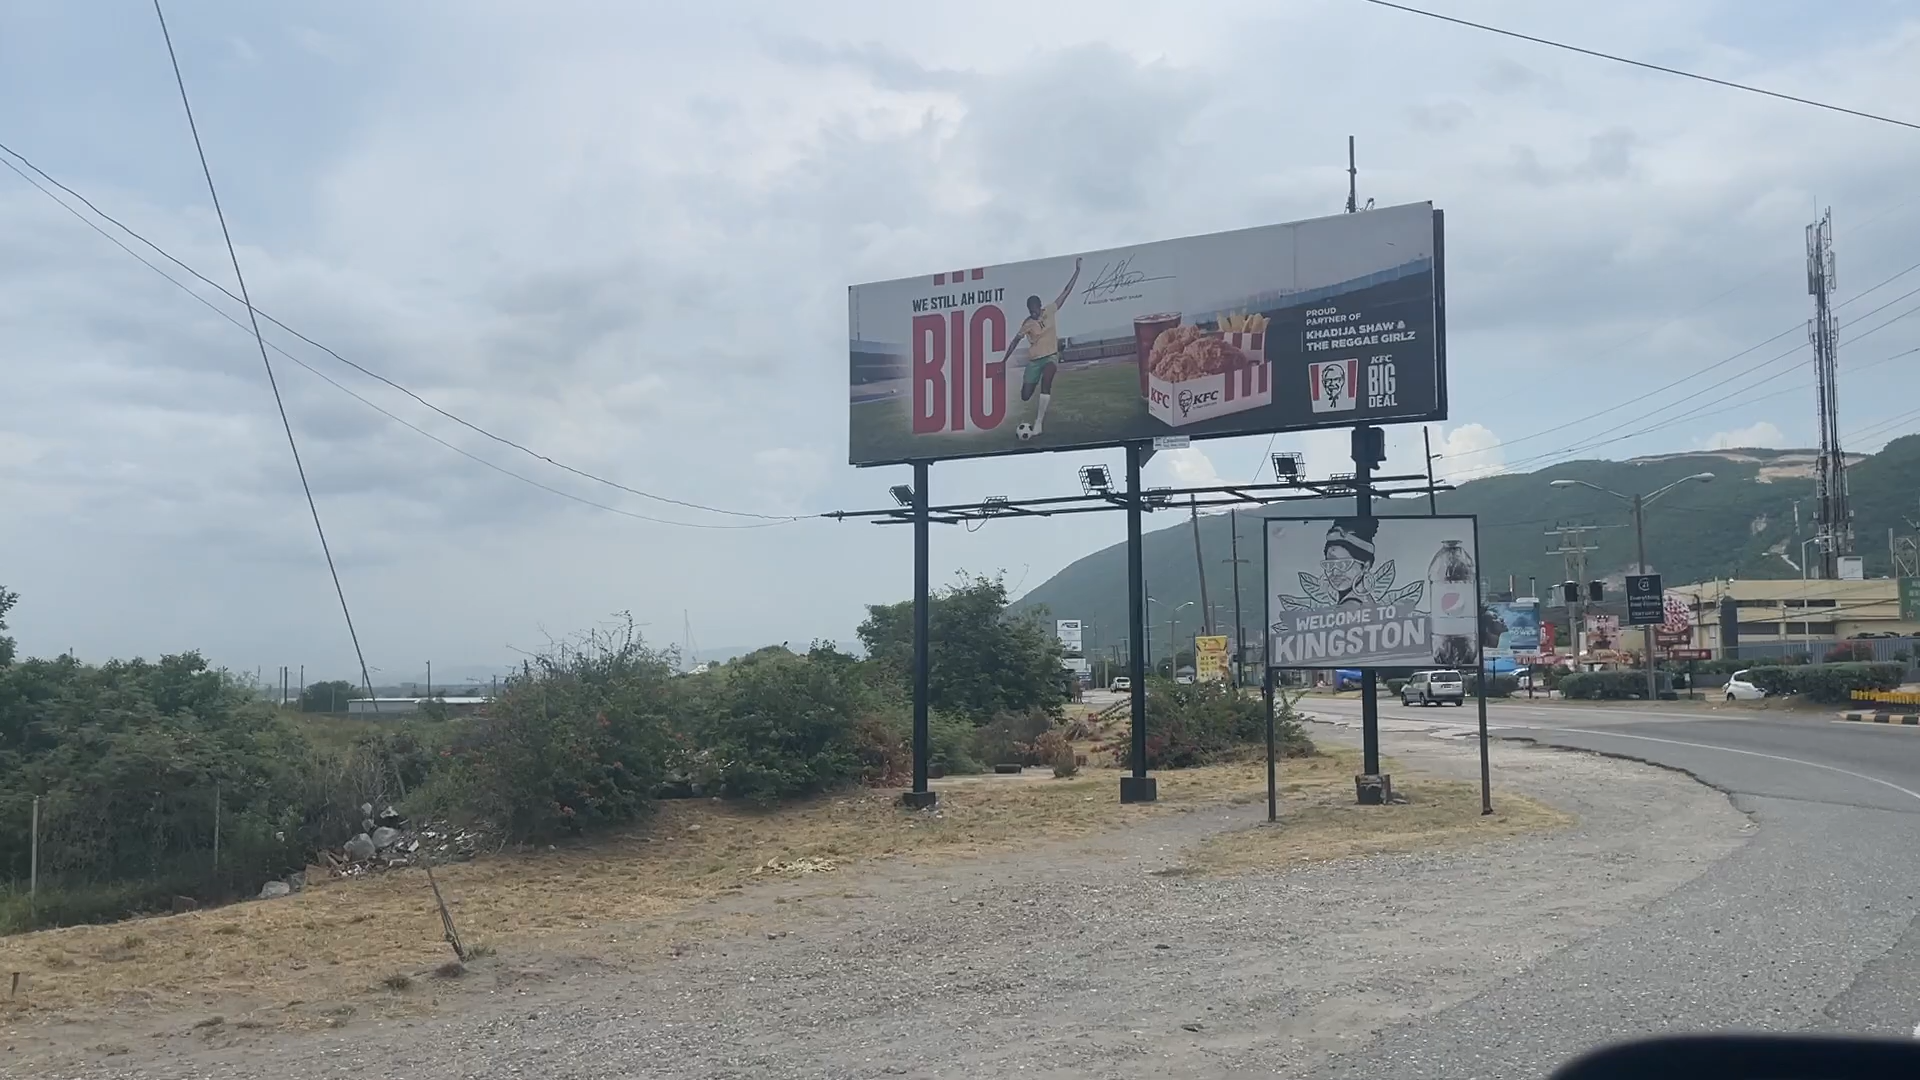 WE STILL AH DO IT
BIG
PROUD
PARTNER OF
KHADIJA SHAW &
THE REGGAE GIRLZ
KFC
BIG
DEAL
KFC
KFC
WELCOME TO
KINGSTON